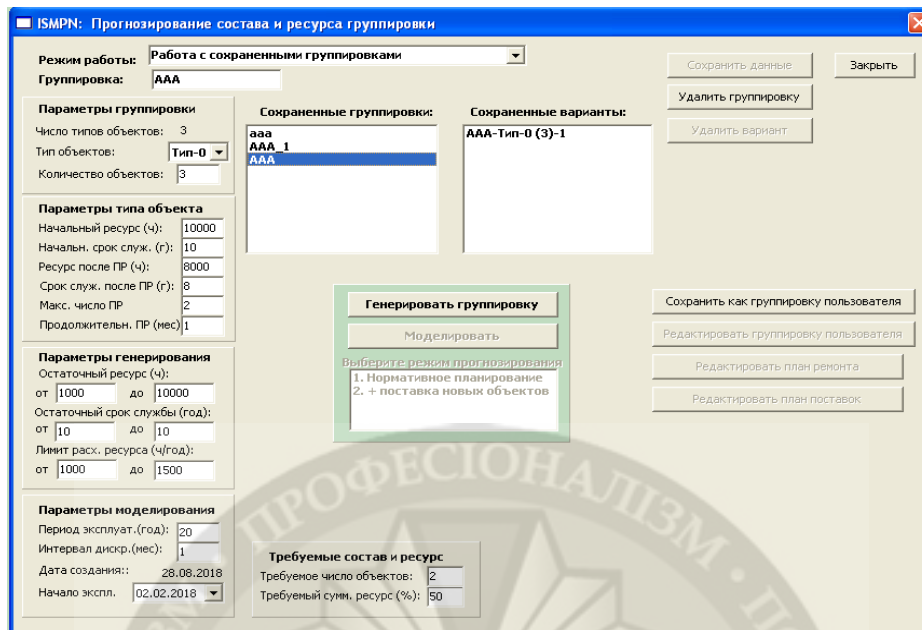 ISMPN: Прогнозирование состава и ресурса группировки
Режим работы: Работа с сохраненными группировками
Группировка: ААА
Сохранить данные
Закрыть
Удалить группировку
Удалить вариант
Параметры группировки
Число типов объектов: 3
Тип объектов: Тип-0
Количество объектов: 3
Сохраненные группировки:
ааа
ААА_1
ААА
Сохраненные варианты:
ААА-Тип-0 (3)-1
Параметры типа объекта
Начальный ресурс (ч): 10000
Начальн. срок служ. (г): 10
Ресурс после ПР (ч): 8000
Срок служ. после ПР (г): 8
Макс. число ПР 2
Продолжительн. ПР (мес) 1
Генерировать группировку
Моделировать
Выберите режим прогнозирования
1. Нормативное планирование
2. + поставка новых объектов
Сохранить как группировку пользователя
Редактировать группировку пользователя
Редактировать план ремонта
Редактировать план поставок
Параметры генерирования
Остаточный ресурс (ч):
от 1000 до 10000
Остаточный срок службы (год):
от 10 до 10
Лимит расх. ресурса (ч/год):
от 1000 до 1500
Параметры моделирования
Период эксплуат.(год): 20
Интервал дискр.(мес): 1
Дата создания:: 28.08.2018
Начало экспл. 02.02.2018
Требуемые состав и ресурс
Требуемое число объектов: 2
Требуемый сумм. ресурс (%): 50
ПРОФЕСІОНАЛІЗМ